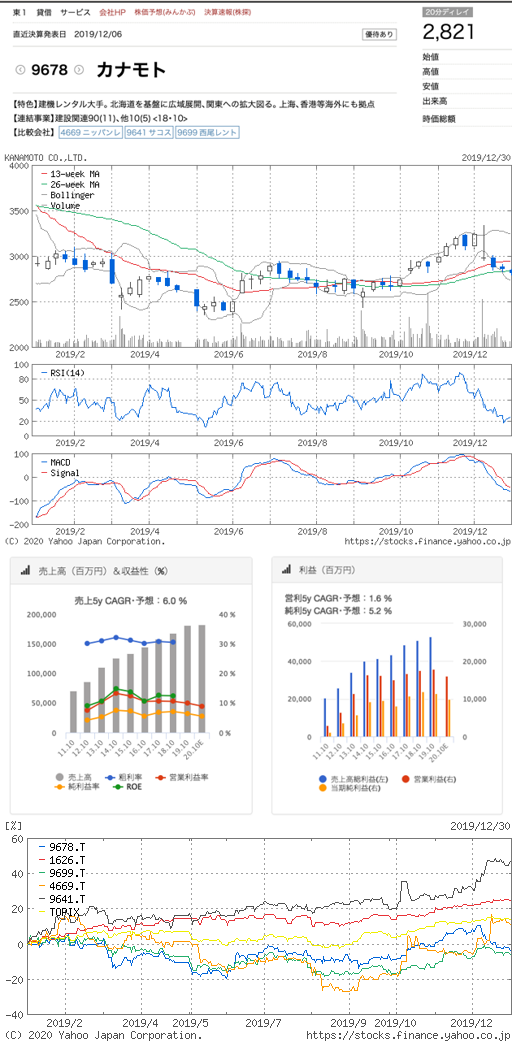 東1 貸借 サービス 会社HP 株価予想(みんかぶ) 決算速報(株探)
20分ディレイ
2,821
直近決算発表日 2019/12/06
優待あり
始値
高値
安値
出来高
時価総額
9678 カナモト
【特色】建機レンタル大手。北海道を基盤に広域展開、関東への拡大図る。上海、香港等海外にも拠点
【連結事業】建設関連90(11)、他10(5)<18・10>
【比較会社】 4669 ニッパンレ 9641 サコス 9699 西尾レント
KANAMOTO CO.,LTD. 2019/12/30
4000
13-week MA
26-week MA
Bollinger
Volume
3500
3000
2500
2000
2019/2 2019/4 2019/6 2019/8 2019/10 2019/12
100
RSI(14)
80
50
20
0
2019/2 2019/4 2019/6 2019/8 2019/10 2019/12
100
MACD
Signal
0
-100
-200
2019/2 2019/4 2019/6 2019/8 2019/10 2019/12
(C) 2020 Yahoo Japan Corporation. https://stocks.finance.yahoo.co.jp
売上高（百万円）＆収益性（%）
売上5y CAGR・予想： 6.0 %
200,000 40 %
150,000 30 %
100,000 20 %
50,000 10 %
0 0 %
11.10 12.10 13.10 14.10 15.10 16.10 17.10 18.10 19.10 20.10E
売上高 粗利率 営業利益率
純利益率 ROE
利益（百万円）
営利5y CAGR・予想： 1.6 %
純利5y CAGR・予想： 5.2 %
60,000 30,000
40,000 20,000
20,000 10,000
0 0
11.10 12.10 13.10 14.10 15.10 16.10 17.10 18.10 19.10 20.10E
売上高総利益(左) 営業利益(右)
当期純利益(右)
[%] 2019/12/30
60
9678.T
1626.T
9699.T
4669.T
9641.T
TOPIX
40
20
0
-20
-40
2019/2 2019/4 2019/5 2019/7 2019/9 2019/10 2019/12
(C) 2020 Yahoo Japan Corporation. https://stocks.finance.yahoo.co.jp